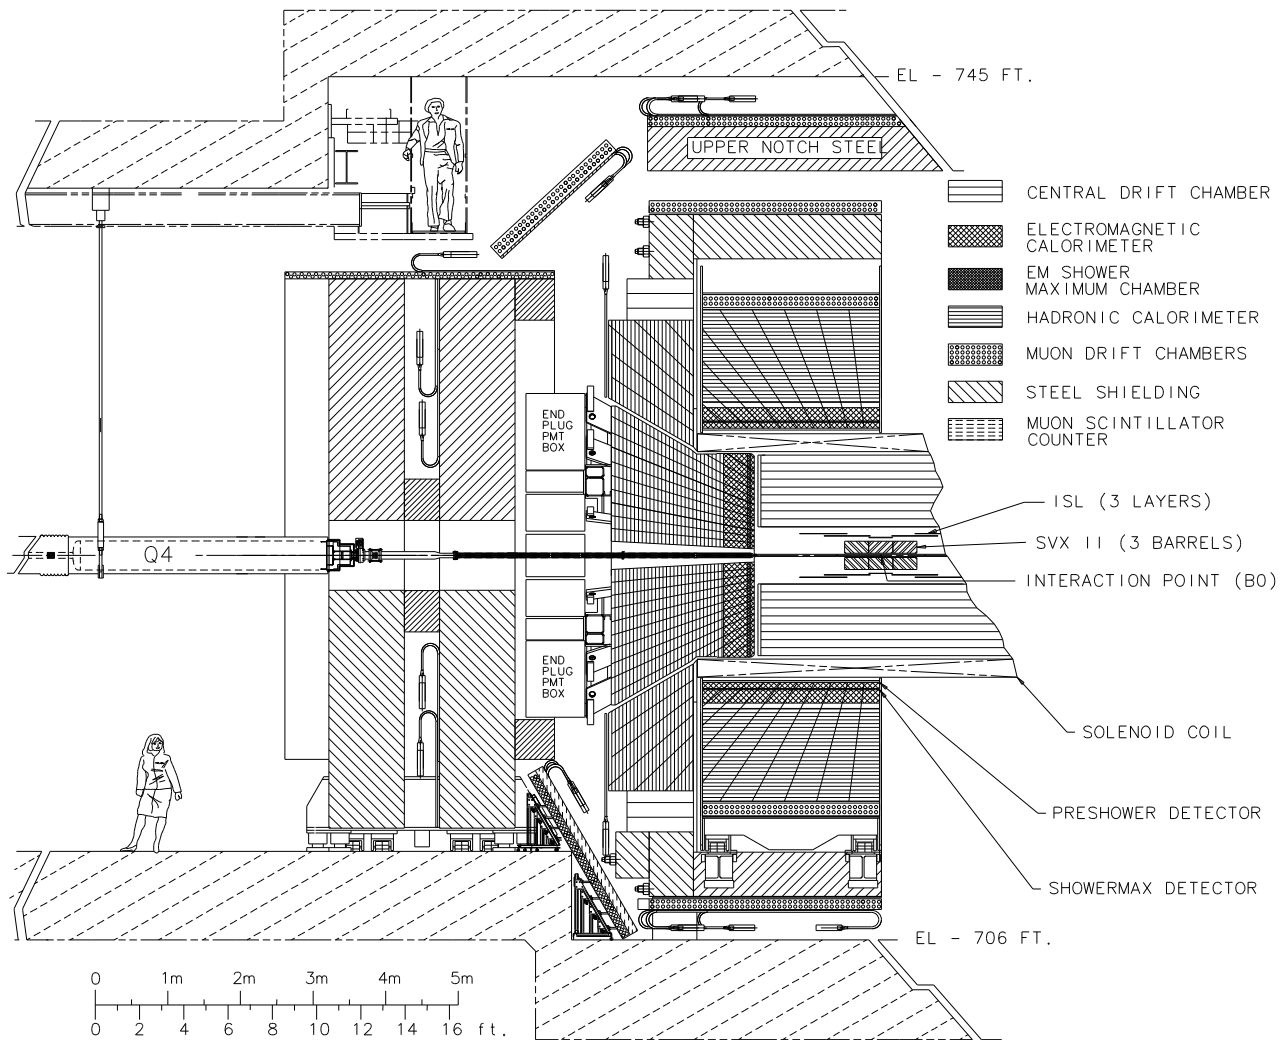 EL - 745 FT.
UPPER NOTCH STEEL
CENTRAL DRIFT CHAMBER
ELECTROMAGNETIC
CALORIMETER
EM SHOWER
MAXIMUM CHAMBER
HADRONIC CALORIMETER
MUON DRIFT CHAMBERS
STEEL SHIELDING
MUON SCINTILLATOR
COUNTER
END
PLUG
PMT
BOX
ISL (3 LAYERS)
SVX II (3 BARRELS)
INTERACTION POINT (B0)
Q4
END
PLUG
PMT
BOX
SOLENOID COIL
PRESHOWER DETECTOR
SHOWERMAX DETECTOR
EL - 706 FT.
0 1m 2m 3m 4m 5m
0 2 4 6 8 10 12 14 16 ft.